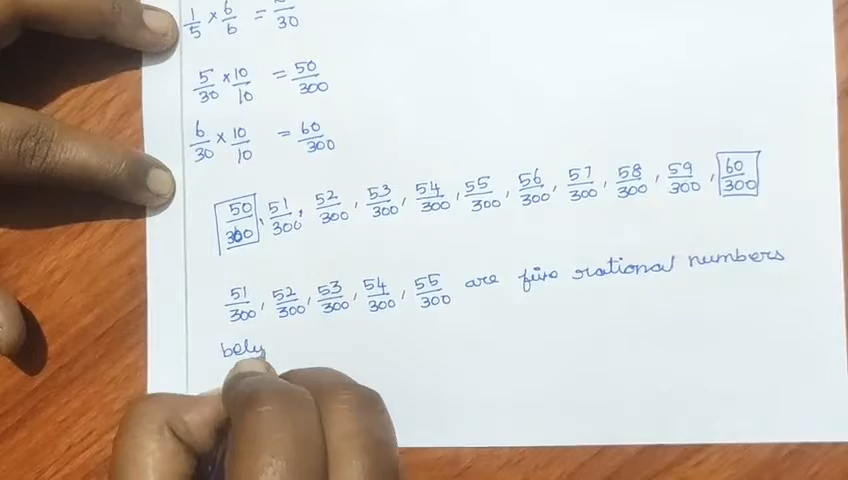 1/5 × 6/6 = /30
5/30 × 10/10 = 50/300
6/30 × 10/10 = 60/300
50/300, 51/300, 52/300, 53/300, 54/300, 55/300, 56/300, 57/300, 58/300, 59/300, 60/300
51/300, 52/300, 53/300, 54/300, 55/300 are five rational numbers